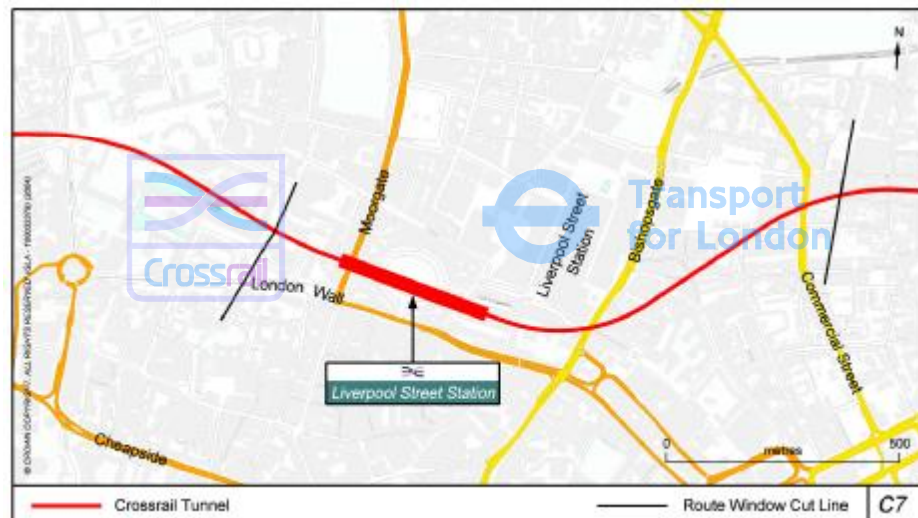 N
Moorgate
Liverpool Street
Station
Bishopsgate
Transport
for London
Crossrail
London Wall
Commercial Street
Liverpool Street Station
Cheapside
0
metres
500
Crossrail Tunnel
Route Window Cut Line
C7